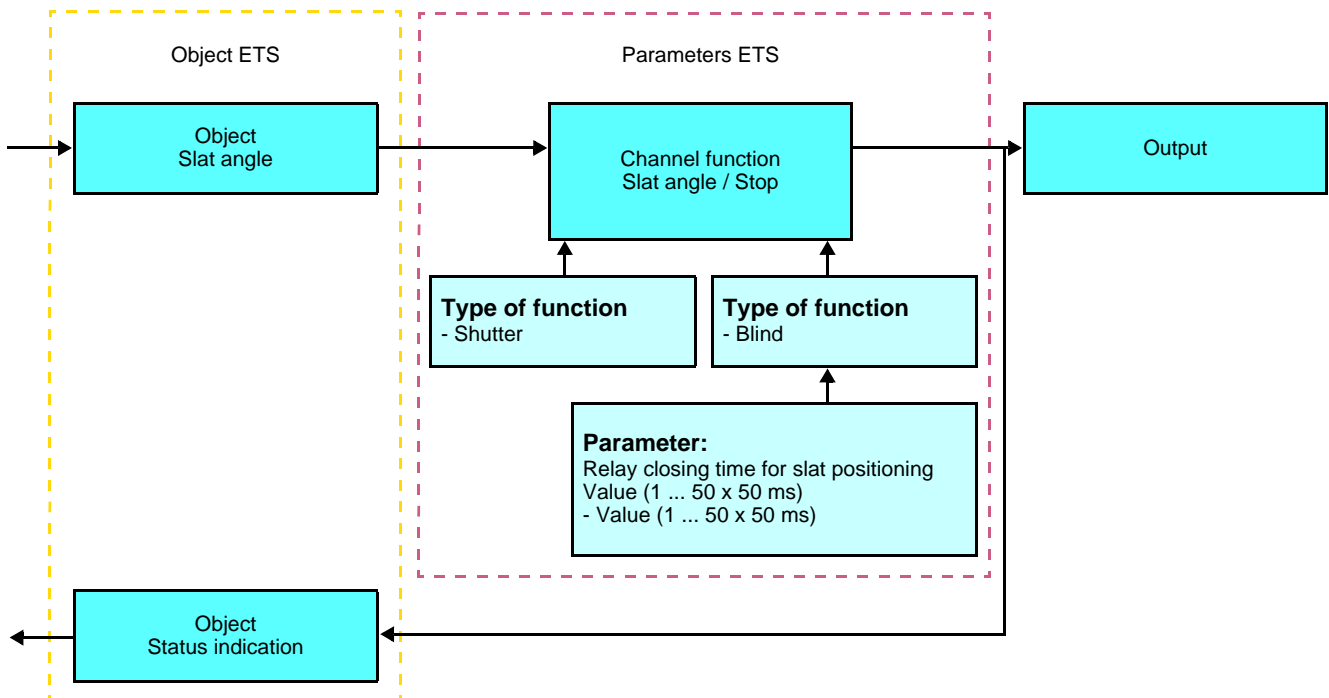 Object ETS
Parameters ETS
Object
Slat angle
Channel function
Slat angle / Stop
Output
Type of function
- Shutter
Type of function
- Blind
Parameter:
Relay closing time for slat positioning
Value (1 ... 50 x 50 ms)
- Value (1 ... 50 x 50 ms)
Object
Status indication